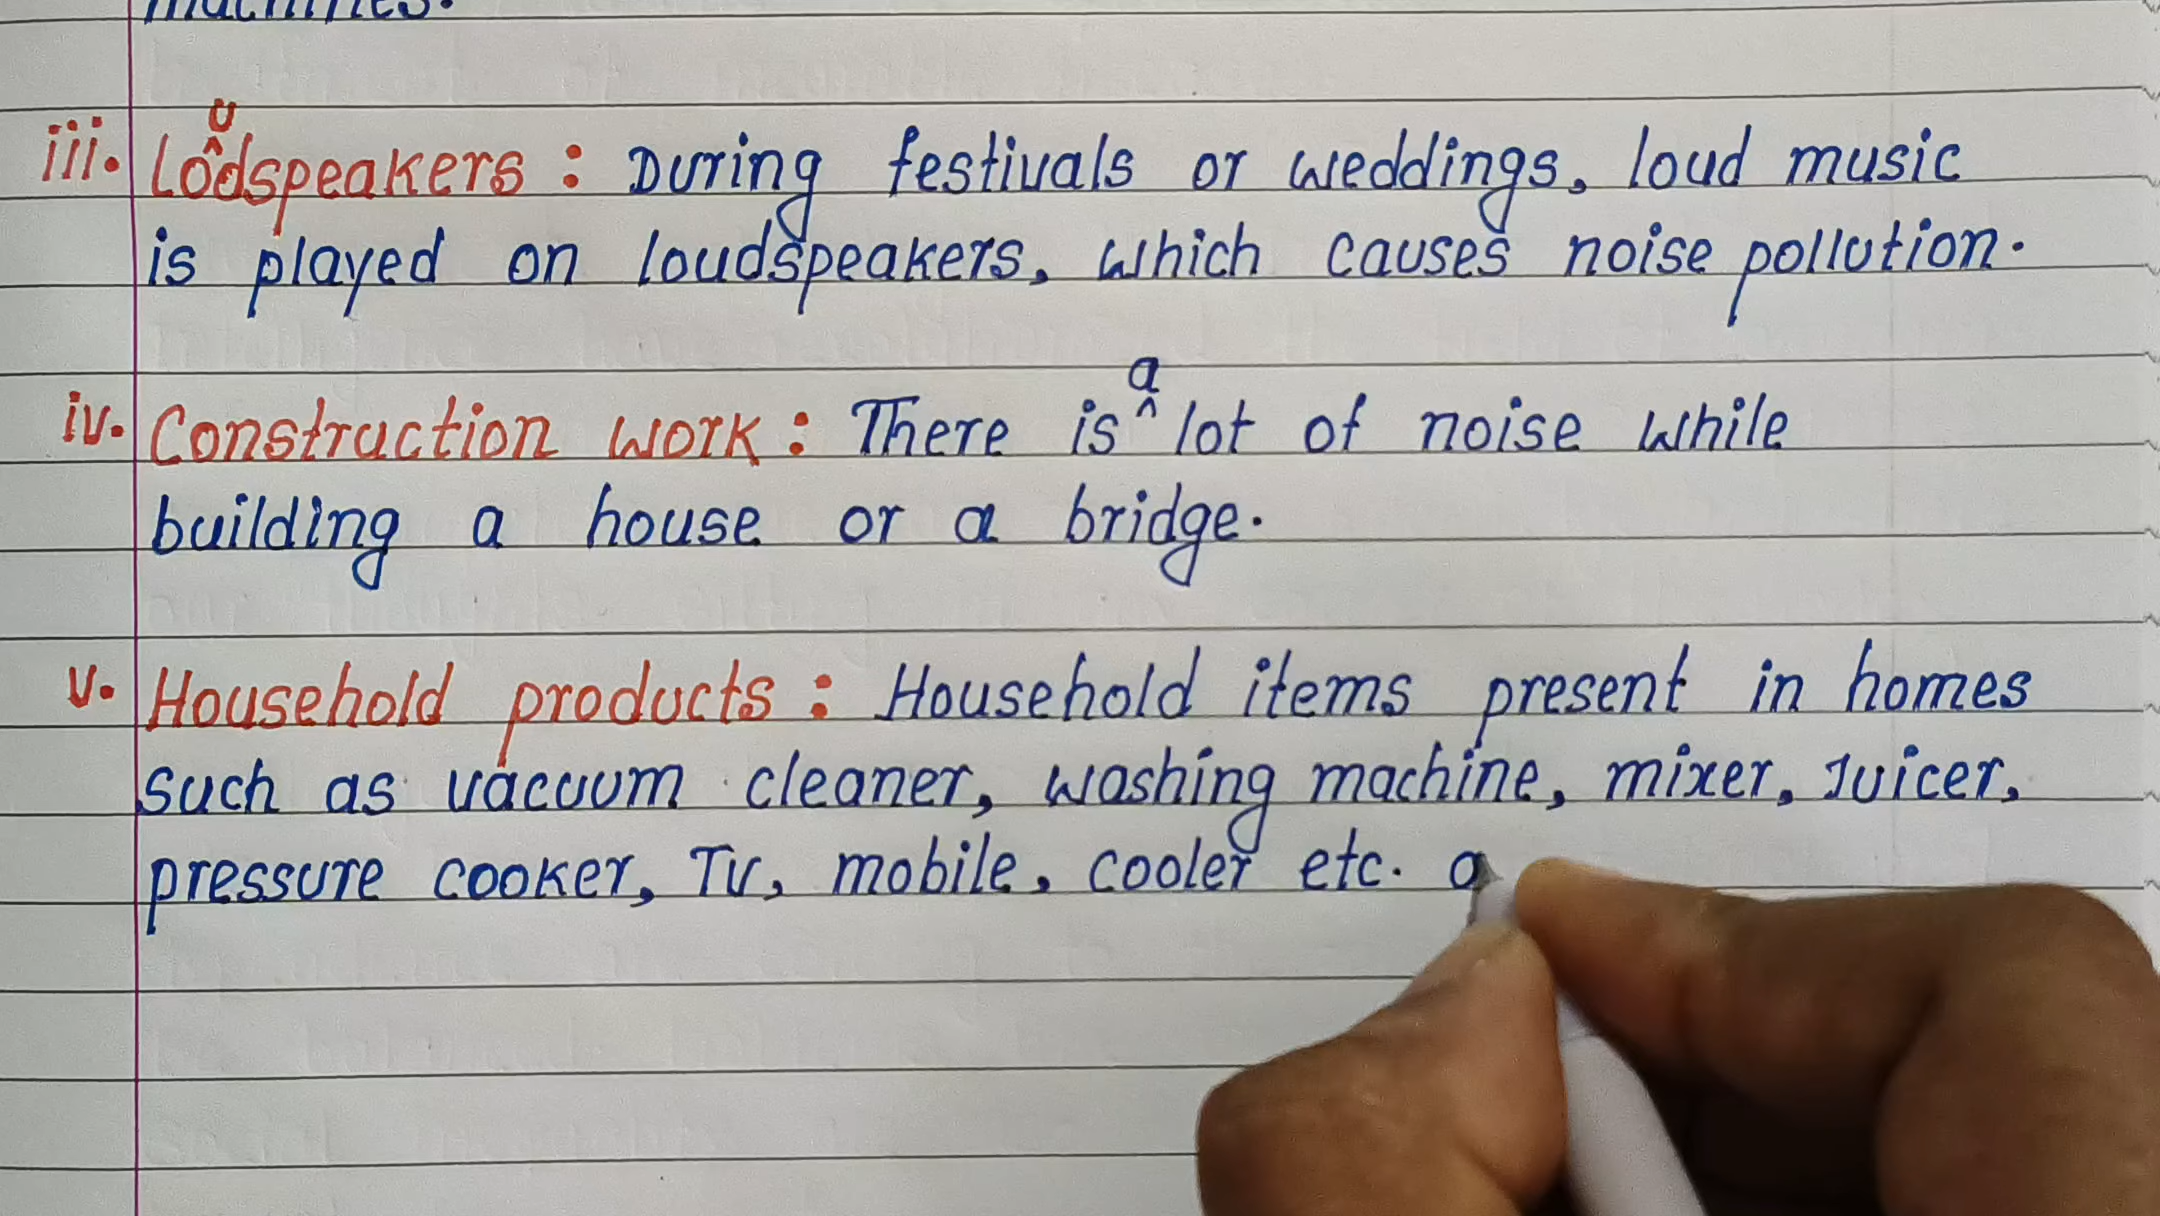 machines.
iii. Loudspeakers : During festivals or weddings, loud music
is played on loudspeakers, which causes noise pollution.
iv. Construction work : There is a lot of noise while
building a house or a bridge.
v. Household products : Household items present in homes
such as vacuum cleaner, washing machine, mixer, Juicer,
pressure cooker, TV, mobile, cooler etc. a